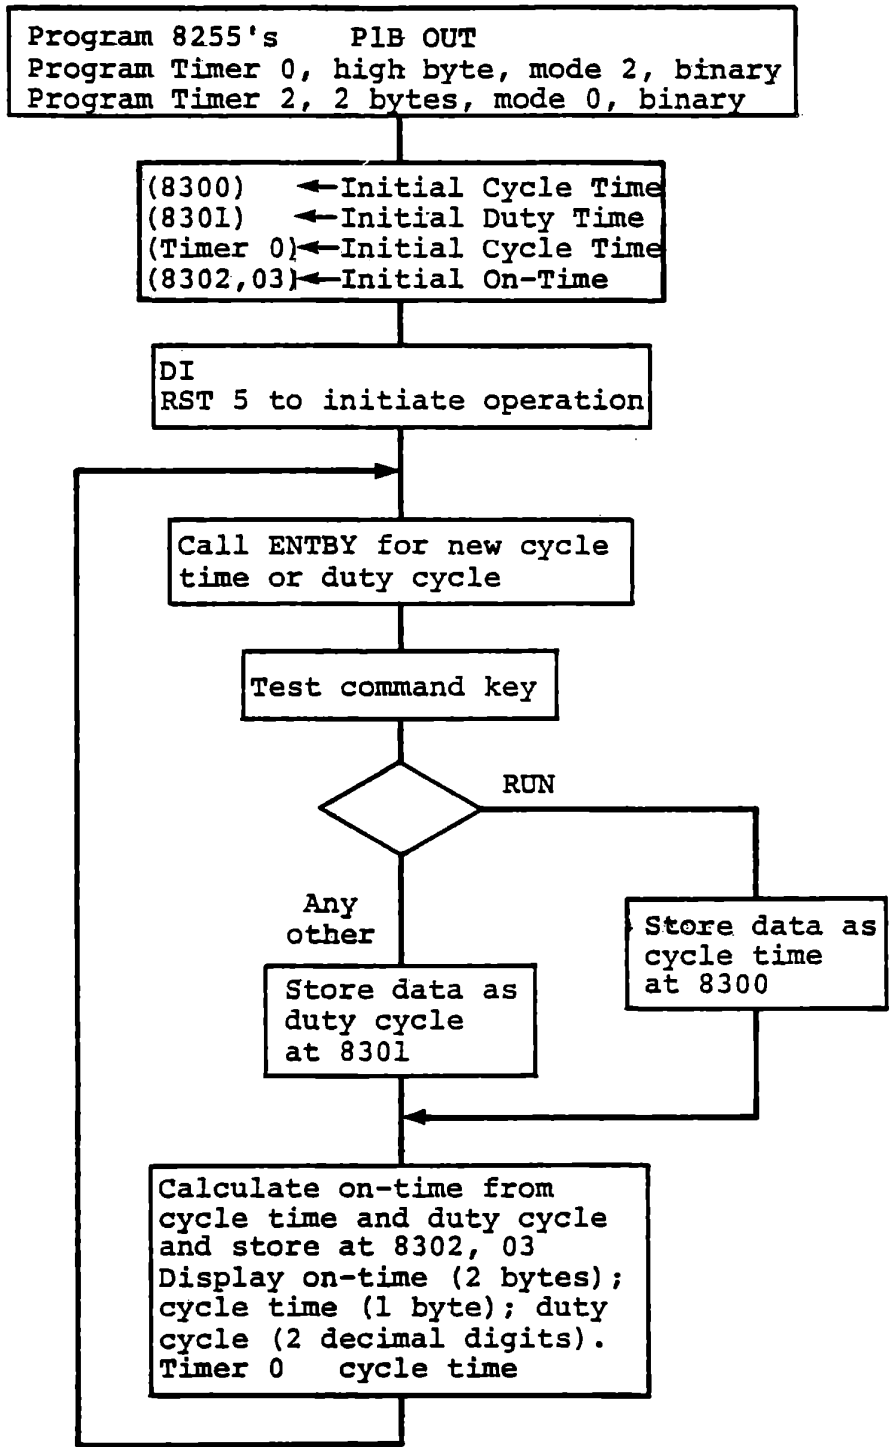 Program 8255's P1B OUT
Program Timer 0, high byte, mode 2, binary
Program Timer 2, 2 bytes, mode 0, binary
(8300) ←Initial Cycle Time
(8301) ←Initial Duty Time
(Timer 0)←Initial Cycle Time
(8302,03)←Initial On-Time
DI
RST 5 to initiate operation
Call ENTBY for new cycle
time or duty cycle
Test command key
RUN
Any
other
Store data as
cycle time
at 8300
Store data as
duty cycle
at 8301
Calculate on-time from
cycle time and duty cycle
and store at 8302, 03
Display on-time (2 bytes);
cycle time (1 byte); duty
cycle (2 decimal digits).
Timer 0 cycle time